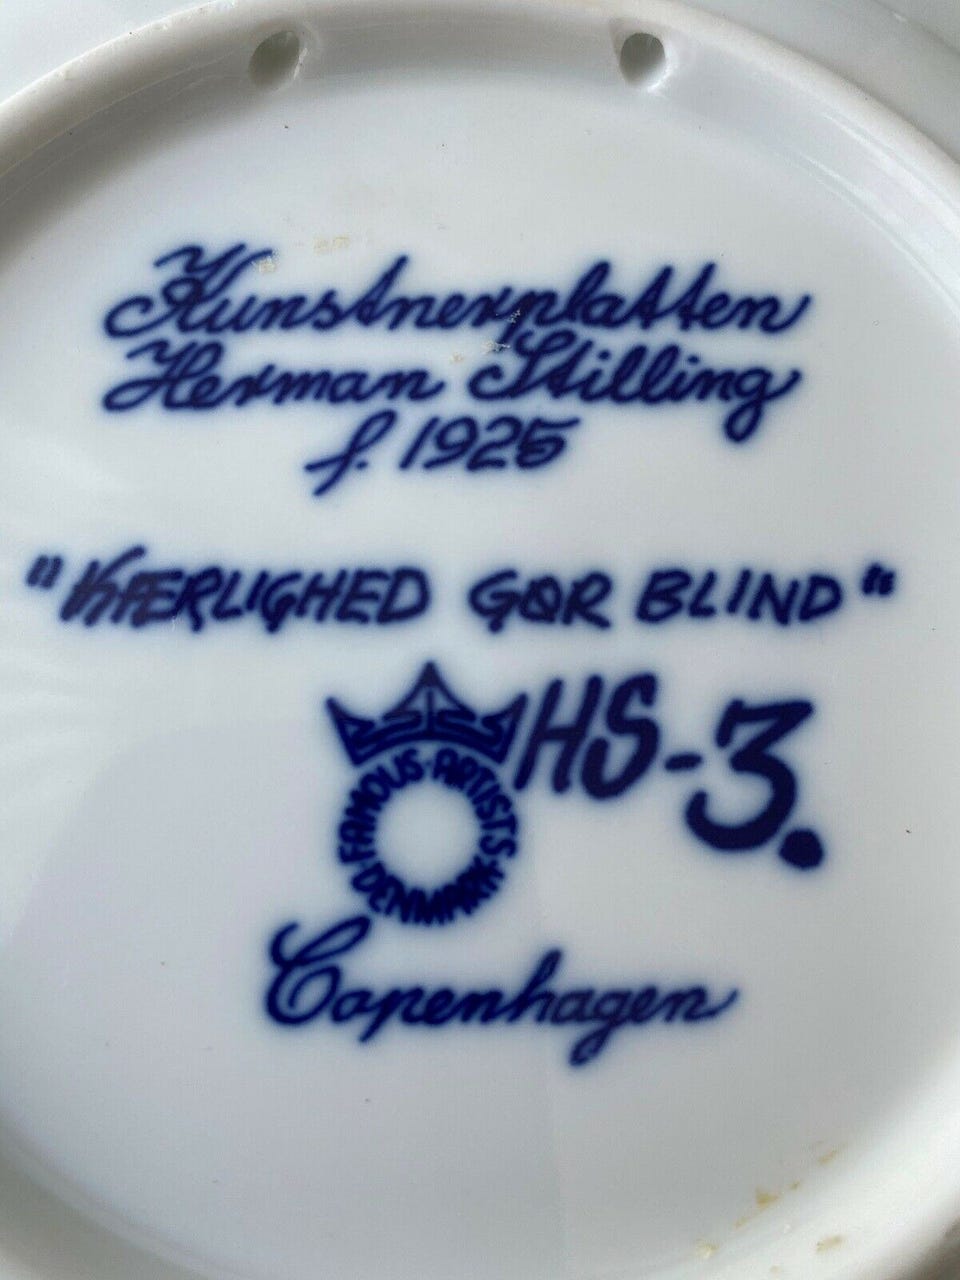 Kunstnerplatten
Herman Stilling
f. 1925
"KÆRLIGHED GØR BLIND"
HS-3.
FAMOUS·ARTISTS·DENMARK·
Copenhagen